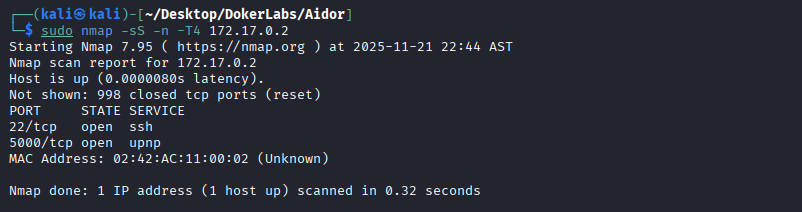 ┌──(kali㉿kali)-[~/Desktop/DokerLabs/Aidor]
└─$ sudo nmap -sS -n -T4 172.17.0.2
Starting Nmap 7.95 ( https://nmap.org ) at 2025-11-21 22:44 AST
Nmap scan report for 172.17.0.2
Host is up (0.0000080s latency).
Not shown: 998 closed tcp ports (reset)
PORT     STATE SERVICE
22/tcp   open  ssh
5000/tcp open  upnp
MAC Address: 02:42:AC:11:00:02 (Unknown)
Nmap done: 1 IP address (1 host up) scanned in 0.32 seconds